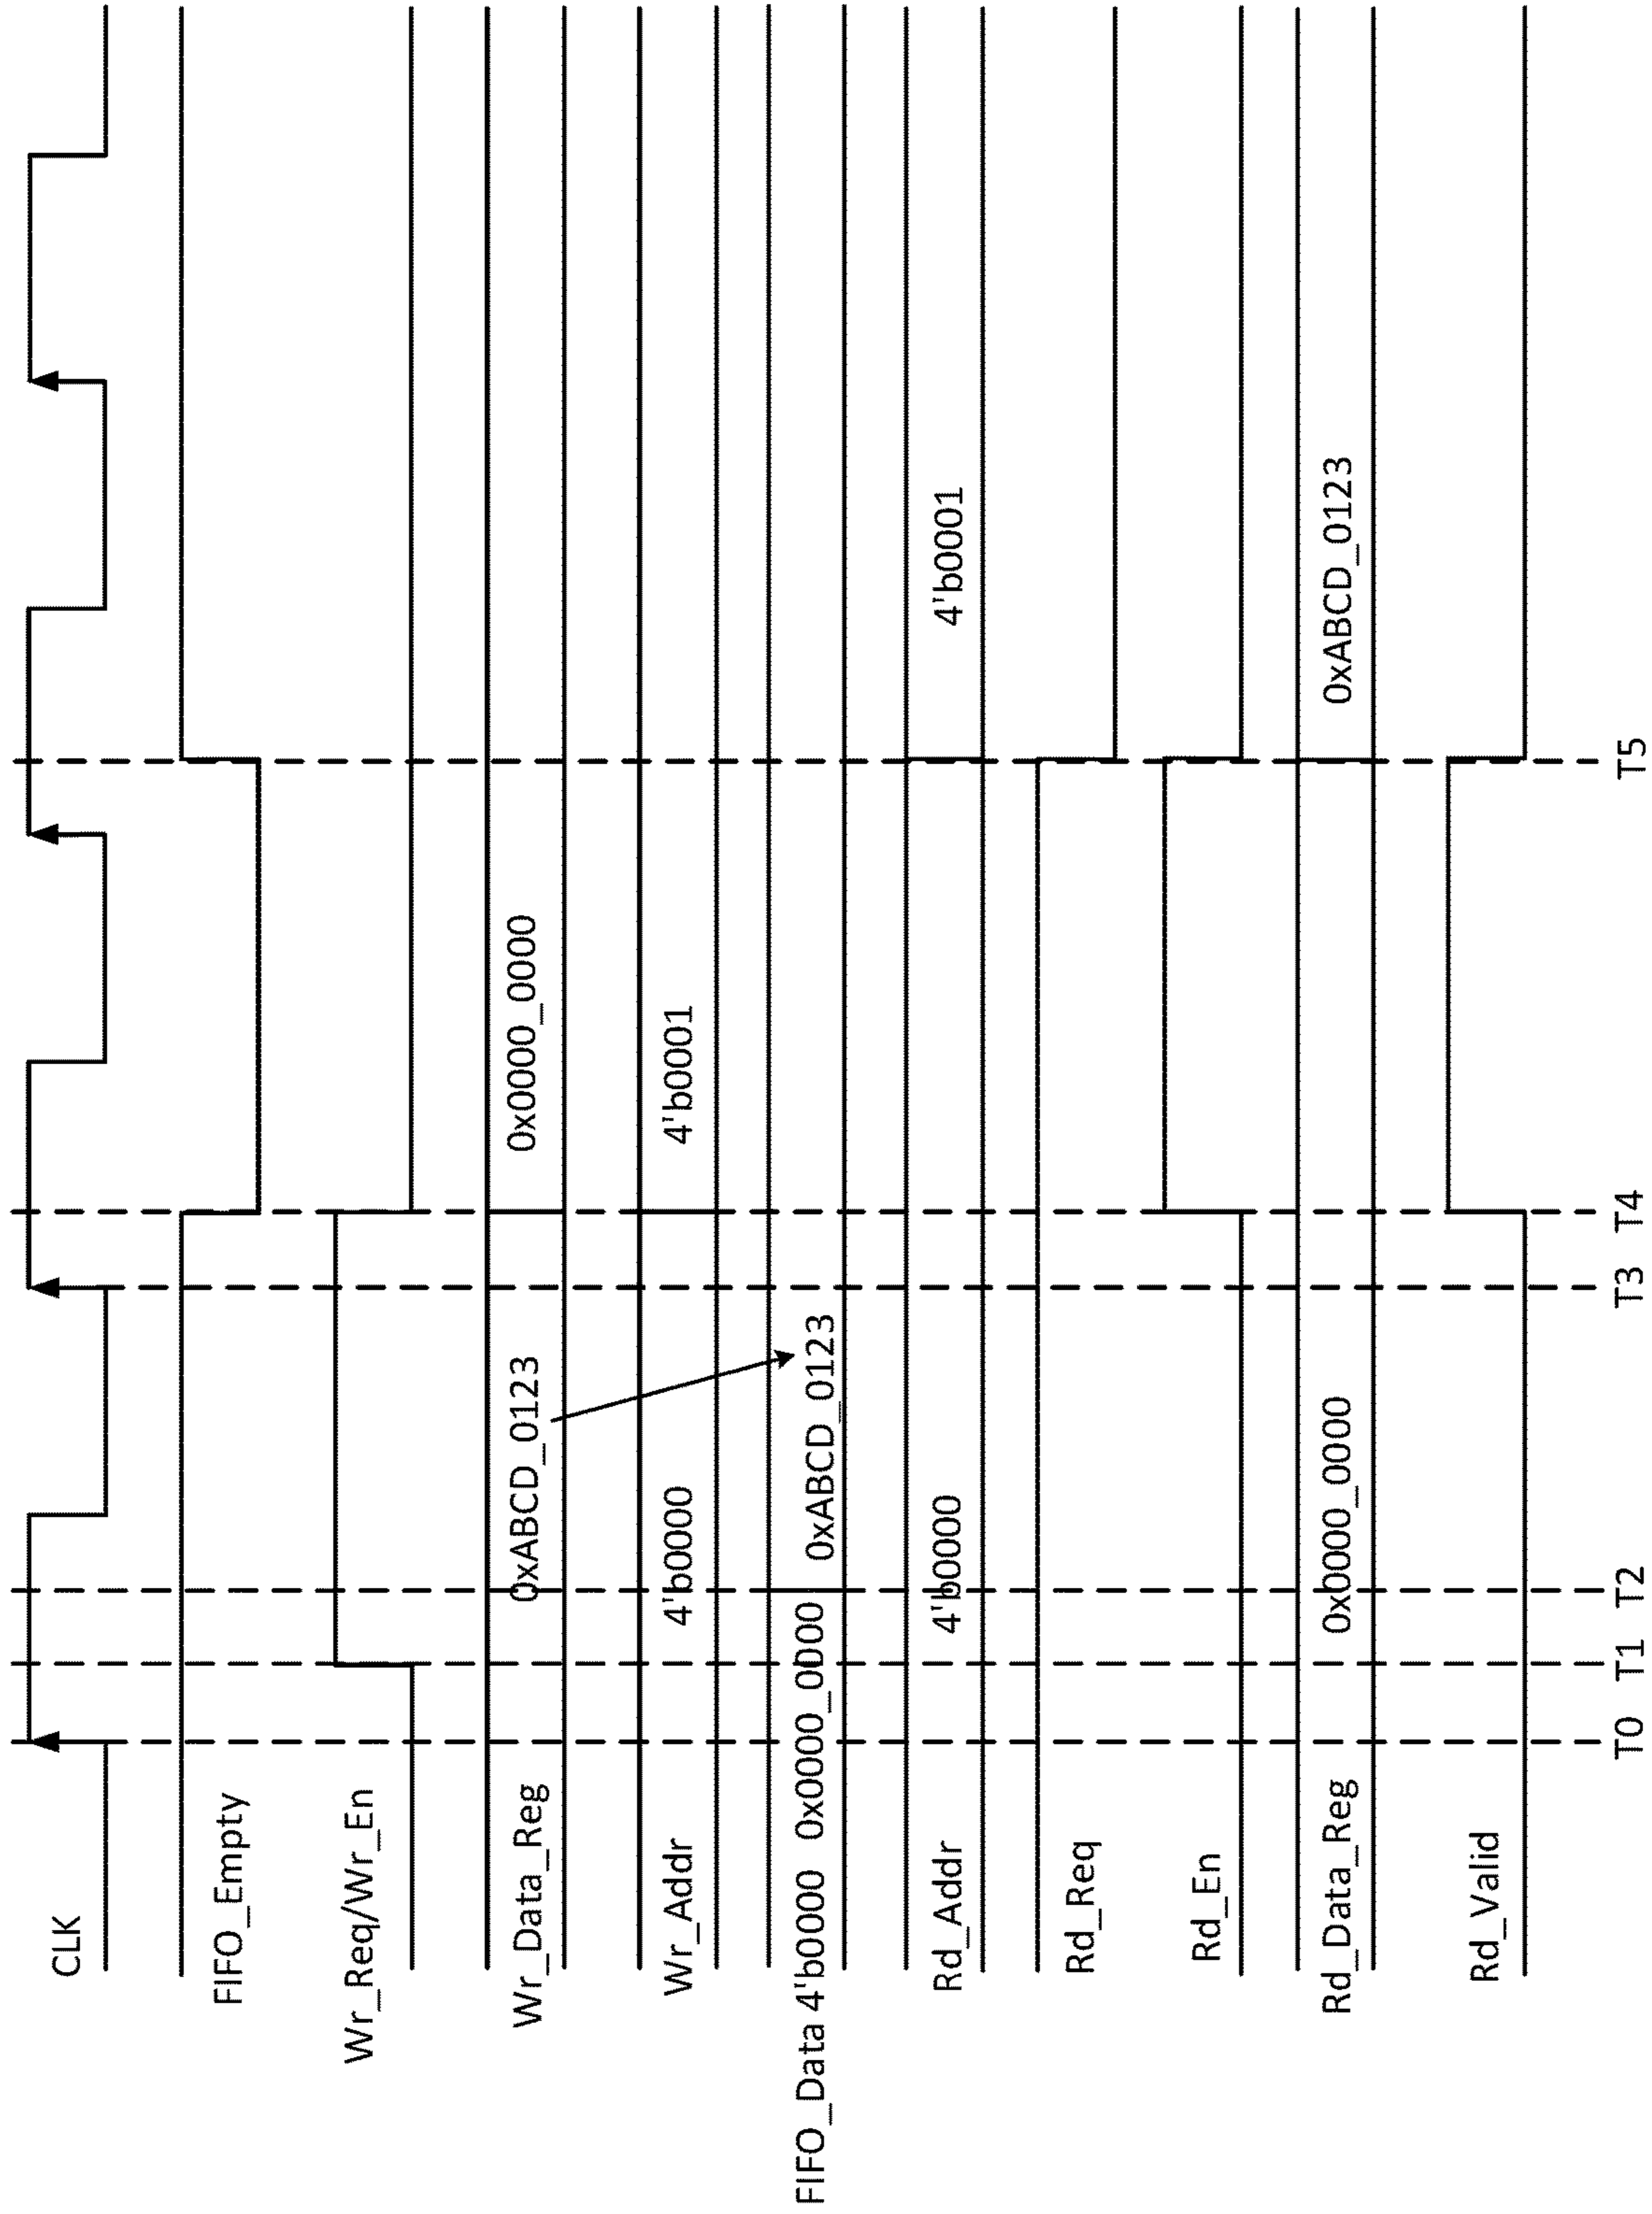 CLK
FIFO_Empty
Wr_Req/Wr_En
Wr_Data_Reg 0xABCD_0123 0x0000_0000
Wr_Addr 4'b0000 4'b0001
FIFO_Data 4'b0000 0x0000_0000 0xABCD_0123
Rd_Addr 4'b0000 4'b0001
Rd_Req
Rd_En
Rd_Data_Reg 0x0000_0000 0xABCD_0123
Rd_Valid
T0 T1 T2 T3 T4 T5